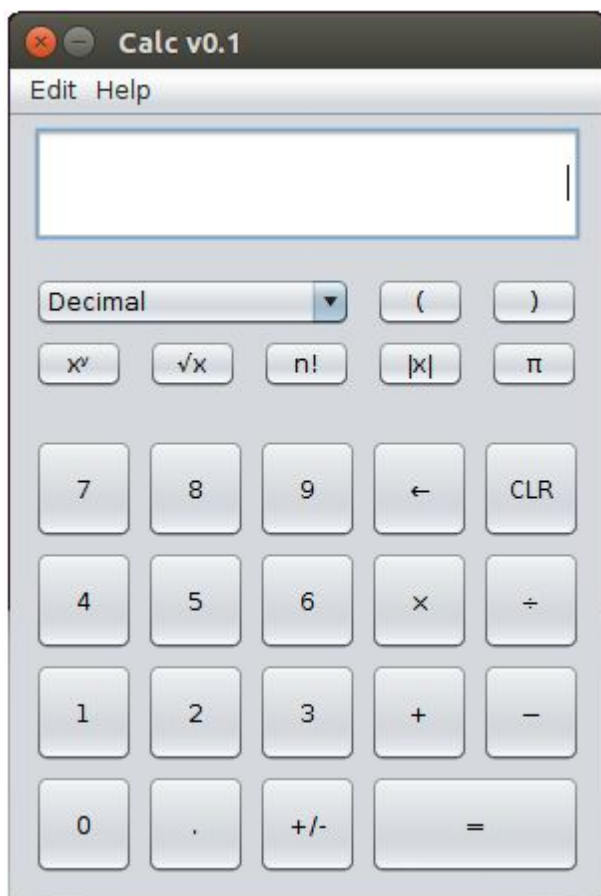 Calc v0.1
Edit Help
Decimal ( )
xʸ √x n! |x| π
7 8 9 ← CLR
4 5 6 × ÷
1 2 3 + −
0 . +/- =